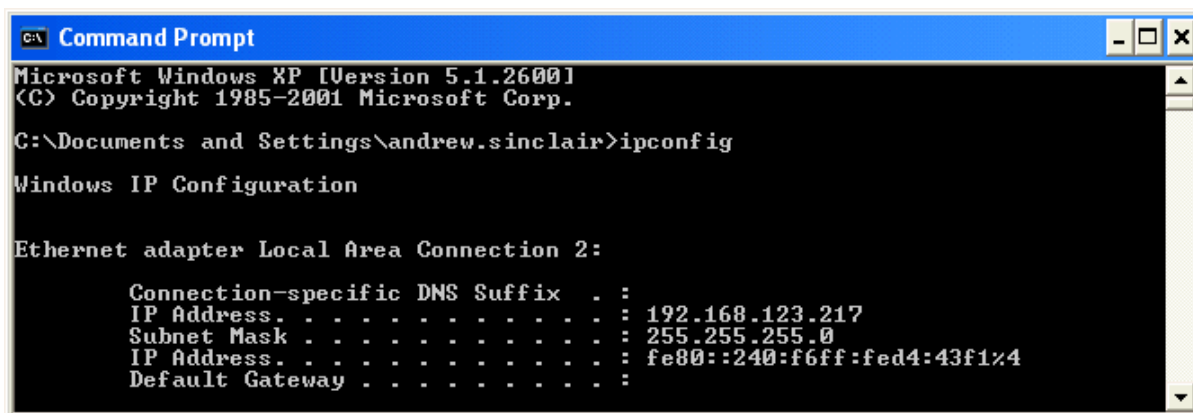 Command Prompt
Microsoft Windows XP [Version 5.1.2600]
(C) Copyright 1985-2001 Microsoft Corp.
C:\Documents and Settings\andrew.sinclair>ipconfig
Windows IP Configuration
Ethernet adapter Local Area Connection 2:
Connection-specific DNS Suffix . :
IP Address. . . . . . . . . . . . : 192.168.123.217
Subnet Mask . . . . . . . . . . . : 255.255.255.0
IP Address. . . . . . . . . . . . : fe80::240:f6ff:fed4:43f1%4
Default Gateway . . . . . . . . . :